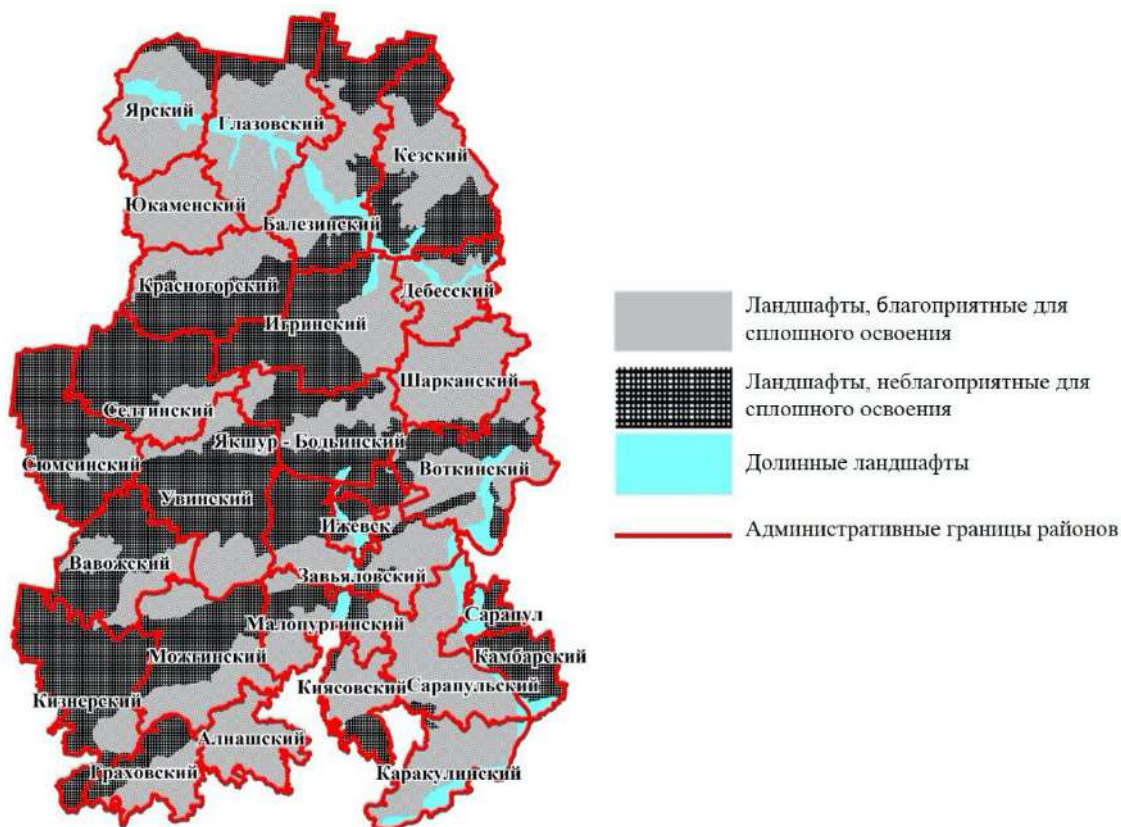 Ярский
Глазовский
Кезский
Юкаменский
Балезинский
Красногорский
Дебесский
Игринский
Шарканский
Селтинский
Якшур - Бодьинский
Сюмсинский
Воткинский
Увинский
Ижевск
Вавожский
Завьяловский
Малопургинский
Сарапул
Можгинский
Камбарский
Кизнерский
Киясовский
Сарапульский
Алнашский
Граховский
Каракулинский
Ландшафты, благоприятные для
сплошного освоения
Ландшафты, неблагоприятные для
сплошного освоения
Долинные ландшафты
Административные границы районов